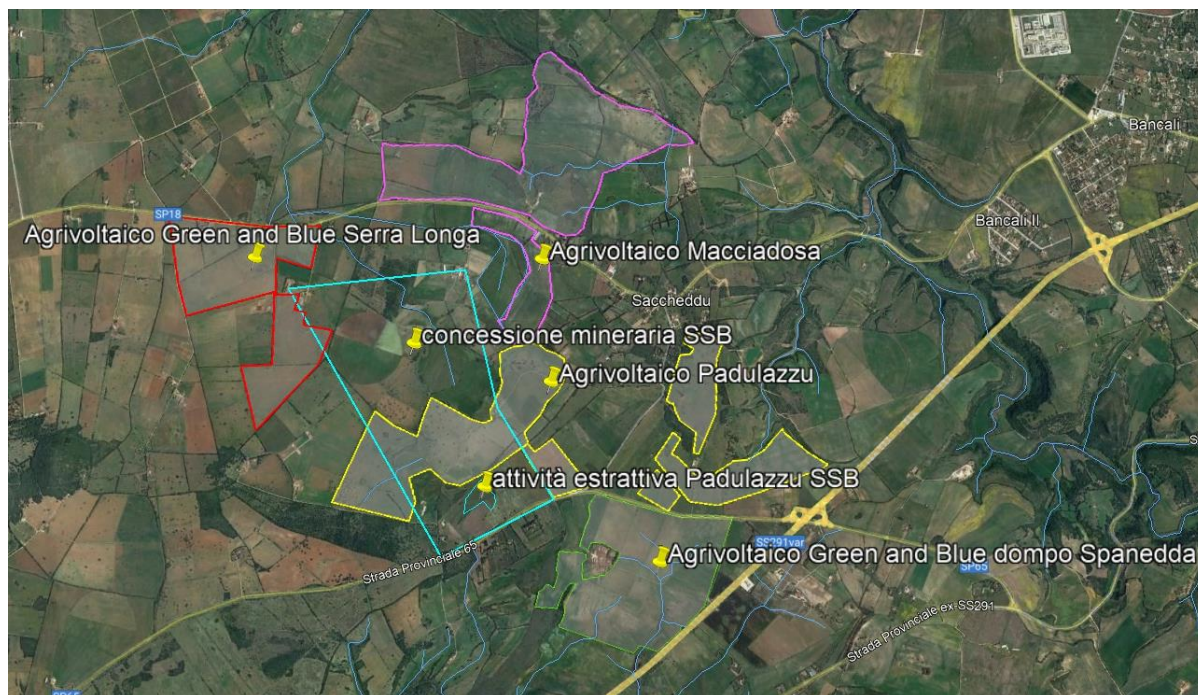 Bancali
SP18
Bancali II
Agrivoltaico Green and Blue Serra Longa
Agrivoltaico Macciadosa
Saccheddu
concessione mineraria SSB
Agrivoltaico Padulazzu
attività estrattiva Padulazzu SSB
SS291var
Agrivoltaico Green and Blue dompo Spanedda
Strada Provinciale 65
SP65
Strada Provinciale ex SS291
SP65